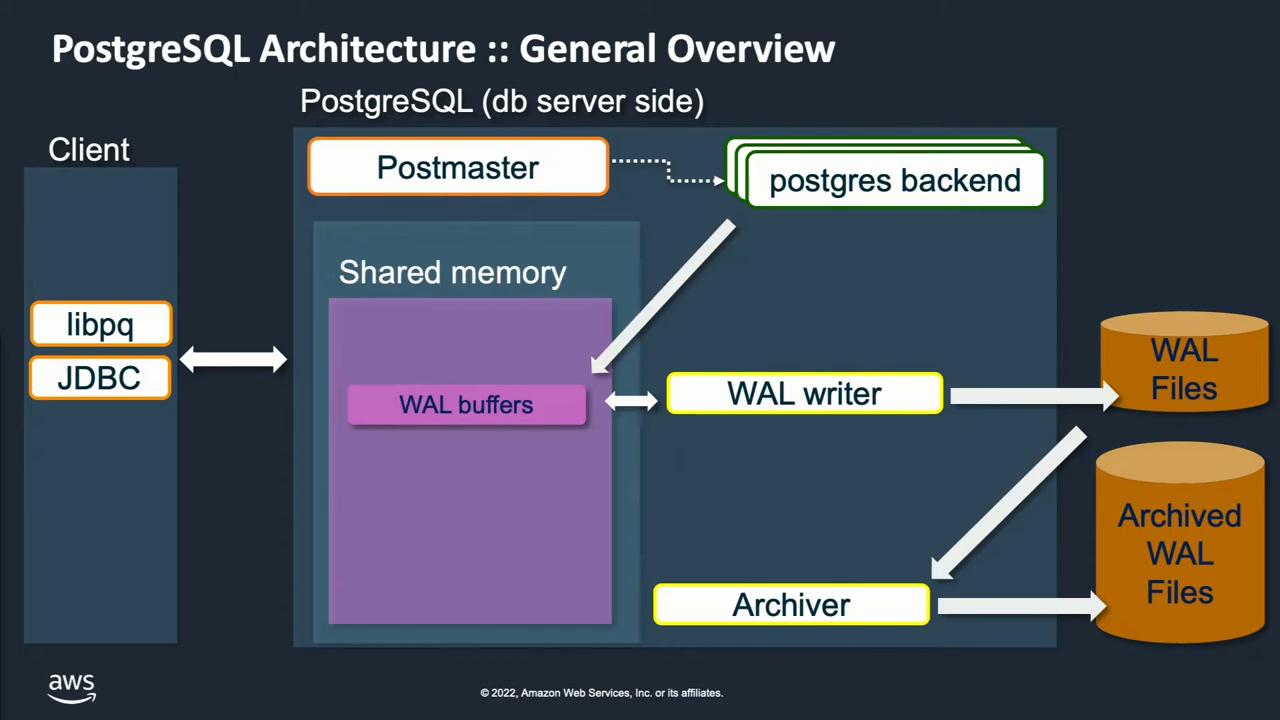 PostgreSQL Architecture :: General Overview
PostgreSQL (db server side)
Client
Postmaster
postgres backend
Shared memory
libpq
JDBC
WAL buffers
WAL writer
WAL
Files
Archiver
Archived
WAL
Files
aws
© 2022, Amazon Web Services, Inc. or its affiliates.